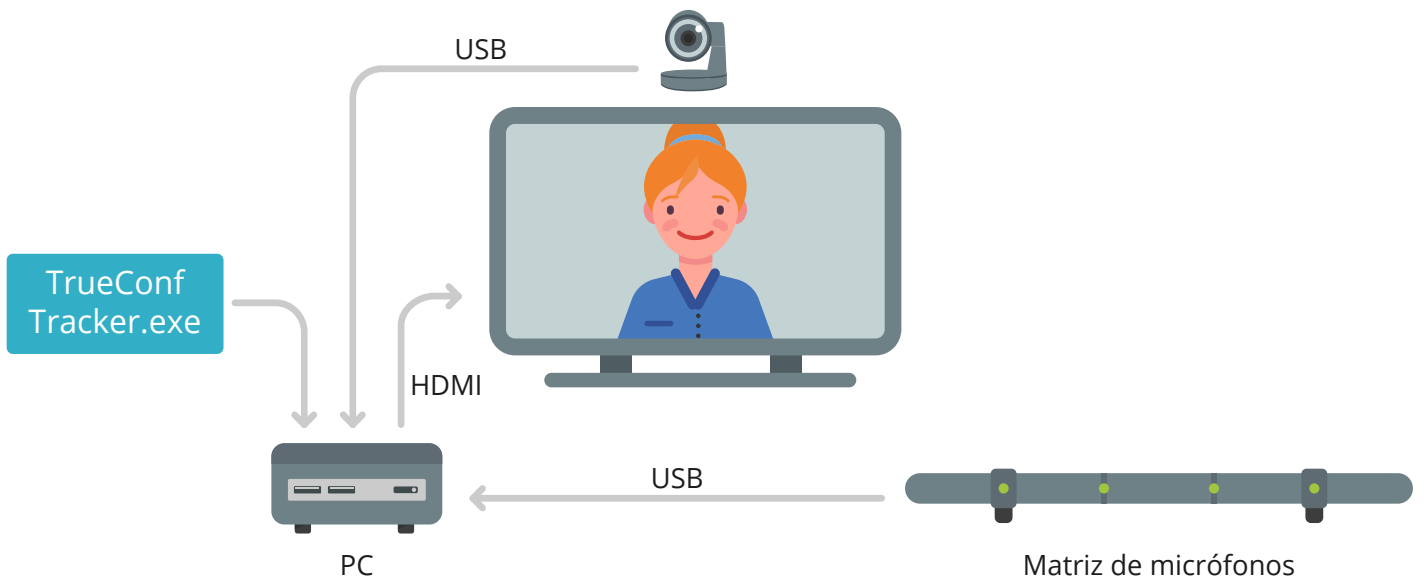 USB
TrueConf
Tracker.exe
HDMI
USB
PC
Matriz de micrófonos